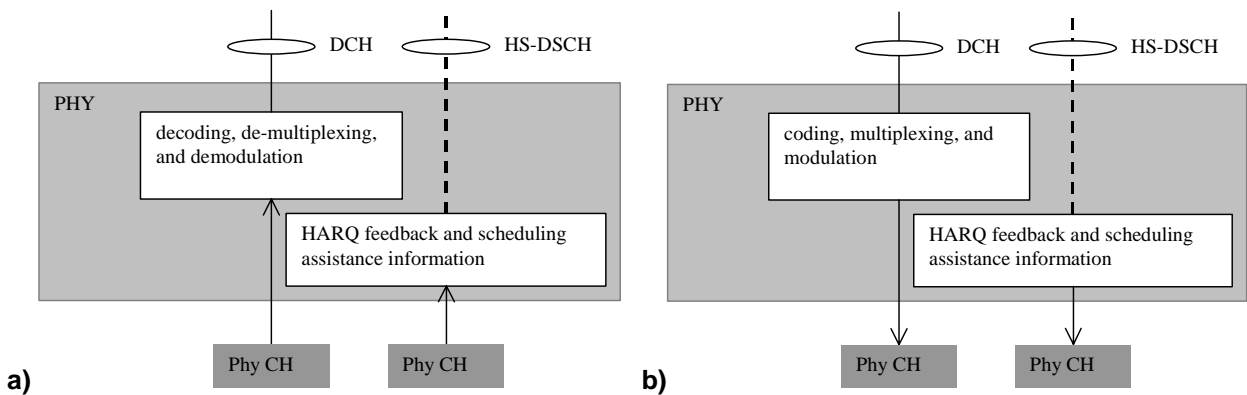 DCH
HS-DSCH
PHY
decoding, de-multiplexing,
and demodulation
HARQ feedback and scheduling
assistance information
Phy CH
Phy CH
a)
DCH
HS-DSCH
PHY
coding, multiplexing, and
modulation
HARQ feedback and scheduling
assistance information
Phy CH
Phy CH
b)